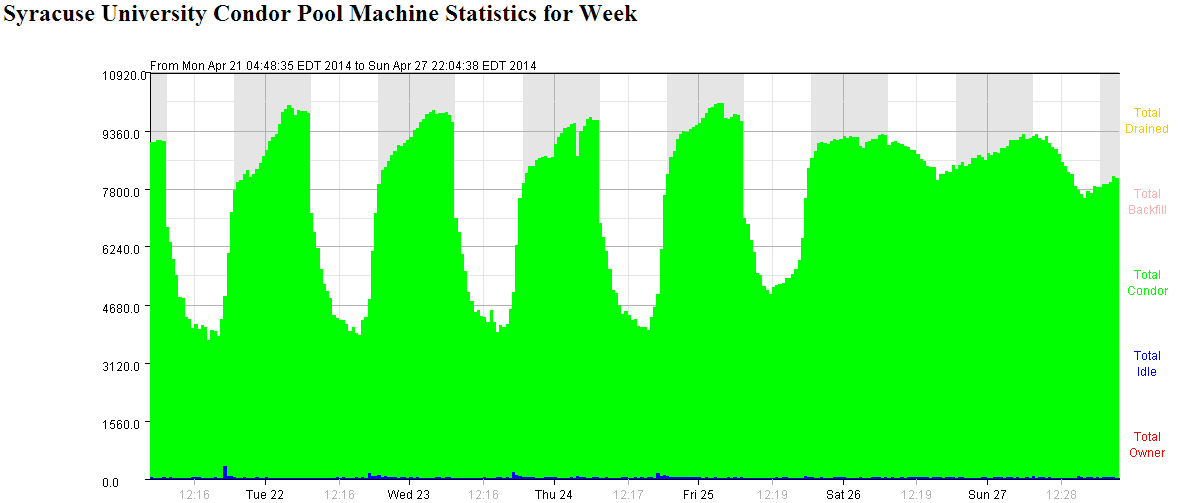 Syracuse University Condor Pool Machine Statistics for Week
From Mon Apr 21 04:48:35 EDT 2014 to Sun Apr 27 22:04:38 EDT 2014
10920.0
9360.0
7800.0
6240.0
4680.0
3120.0
1560.0
0.0
12:16 Tue 22 12:16 Wed 23 12:16 Thu 24 12:17 Fri 25 12:19 Sat 26 12:19 Sun 27 12:28
Total
Drained
Total
Backfill
Total
Condor
Total
Idle
Total
Owner